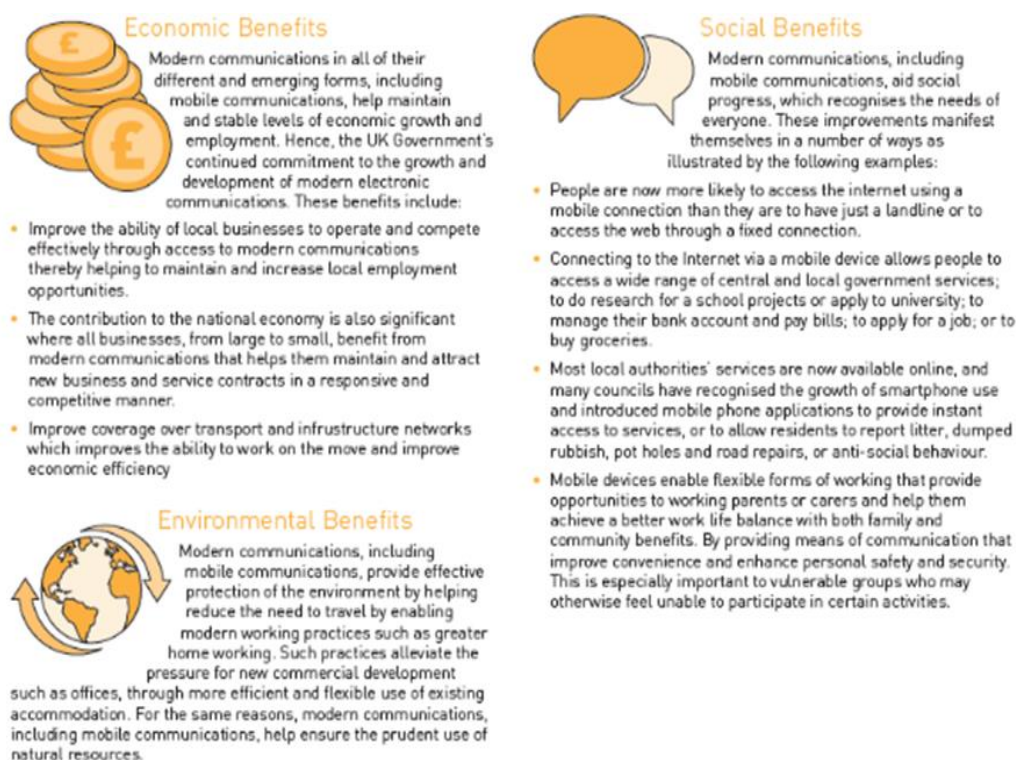 Economic Benefits
Modern communications in all of their
different and emerging forms, including
mobile communications, help maintain
and stable levels of economic growth and
employment. Hence, the UK Government's
continued commitment to the growth and
development of modern electronic
communications. These benefits include:
• Improve the ability of local businesses to operate and compete
effectively through access to modern communications
thereby helping to maintain and increase local employment
opportunities.
• The contribution to the national economy is also significant
where all businesses, from large to small, benefit from
modern communications that helps them maintain and attract
new business and service contracts in a responsive and
competitive manner.
• Improve coverage over transport and infrustructure networks
which improves the ability to work on the move and improve
economic efficiency
Environmental Benefits
Modern communications, including
mobile communications, provide effective
protection of the environment by helping
reduce the need to travel by enabling
modern working practices such as greater
home working. Such practices alleviate the
pressure for new commercial development
such as offices, through more efficient and flexible use of existing
accommodation. For the same reasons, modern communications,
including mobile communications, help ensure the prudent use of
natural resources.
Social Benefits
Modern communications, including
mobile communications, aid social
progress, which recognises the needs of
everyone. These improvements manifest
themselves in a number of ways as
illustrated by the following examples:
• People are now more likely to access the internet using a
mobile connection than they are to have just a landline or to
access the web through a fixed connection.
• Connecting to the Internet via a mobile device allows people to
access a wide range of central and local government services;
to do research for a school projects or apply to university; to
manage their bank account and pay bills; to apply for a job; or to
buy groceries.
• Most local authorities' services are now available online, and
many councils have recognised the growth of smartphone use
and introduced mobile phone applications to provide instant
access to services, or to allow residents to report litter, dumped
rubbish, pot holes and road repairs, or anti-social behaviour.
• Mobile devices enable flexible forms of working that provide
opportunities to working parents or carers and help them
achieve a better work life balance with both family and
community benefits. By providing means of communication that
improve convenience and enhance personal safety and security.
This is especially important to vulnerable groups who may
otherwise feel unable to participate in certain activities.
£
£